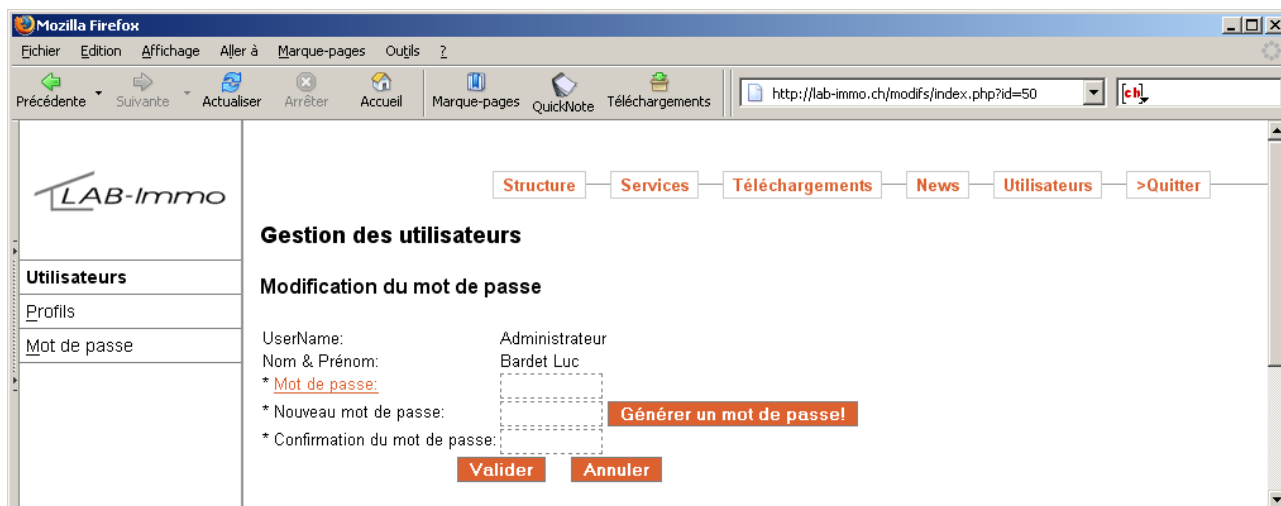 Mozilla Firefox
Fichier Edition Affichage Aller à Marque-pages Outils ?
Précédente Suivante Actualiser Arrêter Accueil Marque-pages QuickNote Téléchargements http://lab-immo.ch/modifs/index.php?id=50 [ch]
LAB-Immo
Structure Services Téléchargements News Utilisateurs >Quitter
Gestion des utilisateurs
Utilisateurs
Profils
Mot de passe
Modification du mot de passe
UserName: Administrateur
Nom & Prénom: Bardet Luc
* Mot de passe:
* Nouveau mot de passe: Générer un mot de passe!
* Confirmation du mot de passe:
Valider Annuler